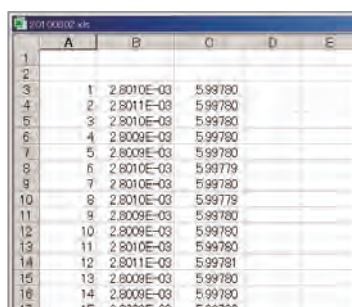 20100802.xls
A B C D E
1
2
3 1 2.8010E-03 5.99780
4 2 2.8011E-03 5.99780
5 3 2.8010E-03 5.99780
6 4 2.8009E-03 5.99780
7 5 2.8009E-03 5.99780
8 6 2.8010E-03 5.99779
9 7 2.8010E-03 5.99780
10 8 2.8010E-03 5.99779
11 9 2.8009E-03 5.99780
12 10 2.8009E-03 5.99780
13 11 2.8010E-03 5.99780
14 12 2.8011E-03 5.99781
15 13 2.8009E-03 5.99780
16 14 2.8009E-03 5.99780